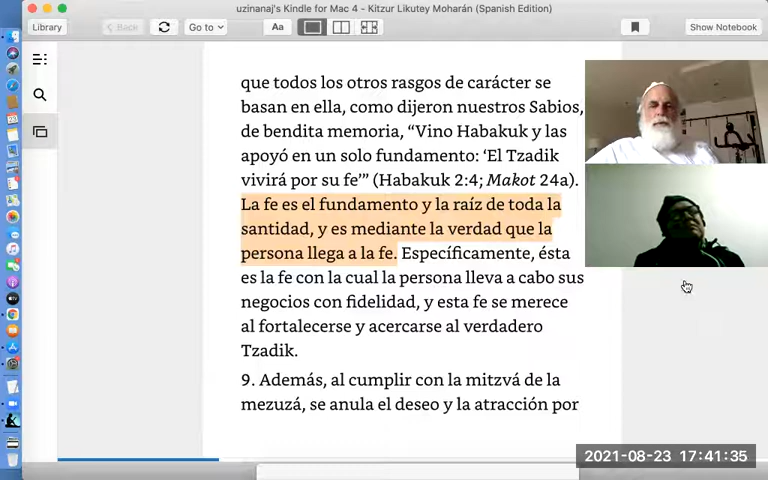 uzinanaj's Kindle for Mac 4 - Kitzur Likutey Moharán (Spanish Edition)
Library
Back
Go to
Aa
Show Notebook
que todos los otros rasgos de carácter se
basan en ella, como dijeron nuestros Sabios,
de bendita memoria, “Vino Habakuk y las
apoyó en un solo fundamento: ‘El Tzadik
vivirá por su fe’” (Habakuk 2:4; Makot 24a).
La fe es el fundamento y la raíz de toda la
santidad, y es mediante la verdad que la
persona llega a la fe. Específicamente, ésta
es la fe con la cual la persona lleva a cabo sus
negocios con fidelidad, y esta fe se merece
al fortalecerse y acercarse al verdadero
Tzadik.
9. Además, al cumplir con la mitzvá de la
mezuzá, se anula el deseo y la atracción por
2021-08-23 17:41:35